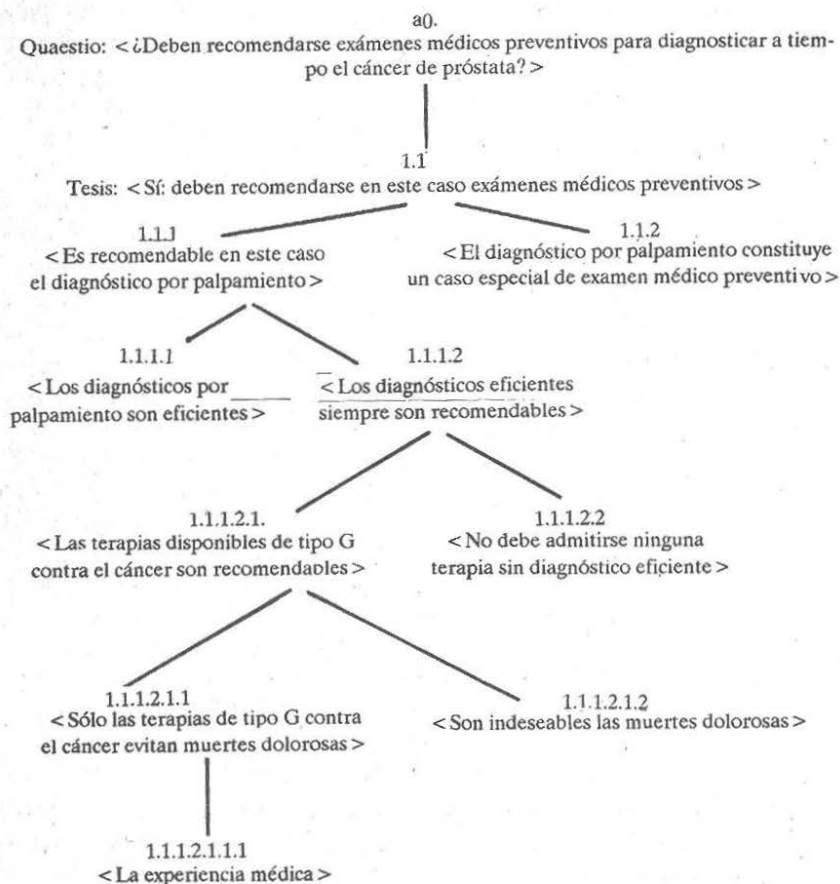 a0.
Quaestio: <¿Deben recomendarse exámenes médicos preventivos para diagnosticar a tiem-
po el cáncer de próstata?>
1.1
Tesis: <Sí: deben recomendarse en este caso exámenes médicos preventivos>
1.1.1
<Es recomendable en este caso
el diagnóstico por palpamiento>
1.1.2
<El diagnóstico por palpamiento constituye
un caso especial de examen médico preventivo>
1.1.1.1
<Los diagnósticos por
palpamiento son eficientes>
1.1.1.2
<Los diagnósticos eficientes
siempre son recomendables>
1.1.1.2.1.
<Las terapias disponibles de tipo G
contra el cáncer son recomendables>
1.1.1.2.2
<No debe admitirse ninguna
terapia sin diagnóstico eficiente>
1.1.1.2.1.1
<Sólo las terapias de tipo G contra
el cáncer evitan muertes dolorosas>
1.1.1.2.1.2
<Son indeseables las muertes dolorosas>
1.1.1.2.1.1.1
<La experiencia médica>